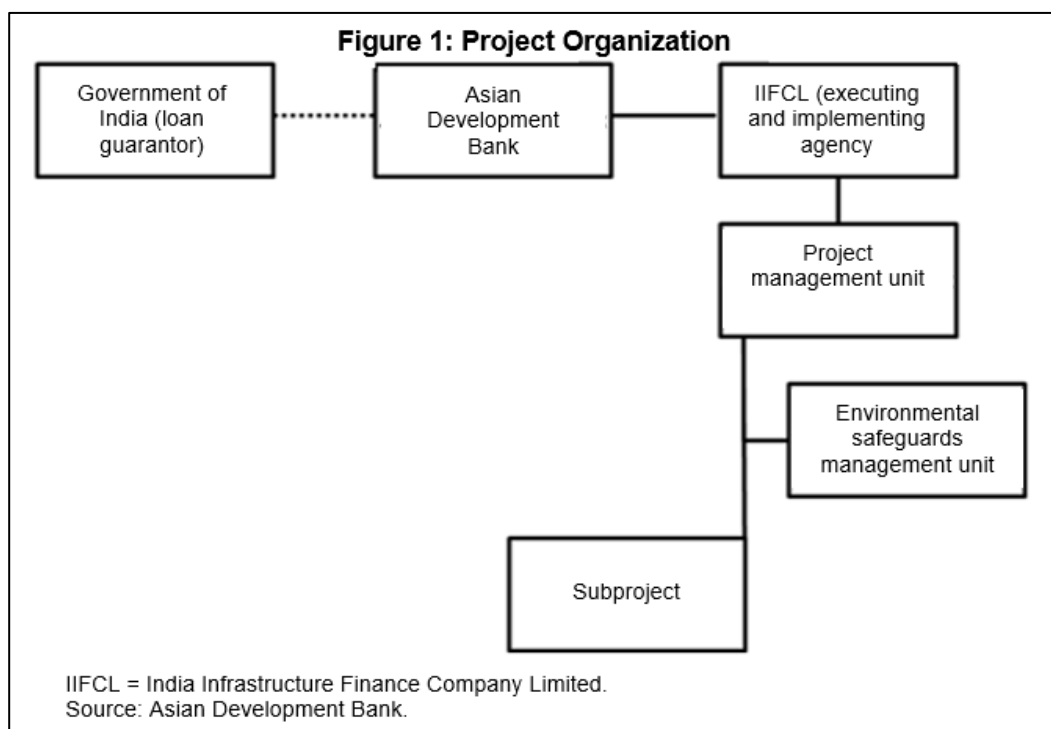 Figure 1: Project Organization
Government of
India (loan
guarantor)
Asian
Development
Bank
IIFCL (executing
and implementing
agency
Project
management unit
Environmental
safeguards
management unit
Subproject
IIFCL = India Infrastructure Finance Company Limited.
Source: Asian Development Bank.